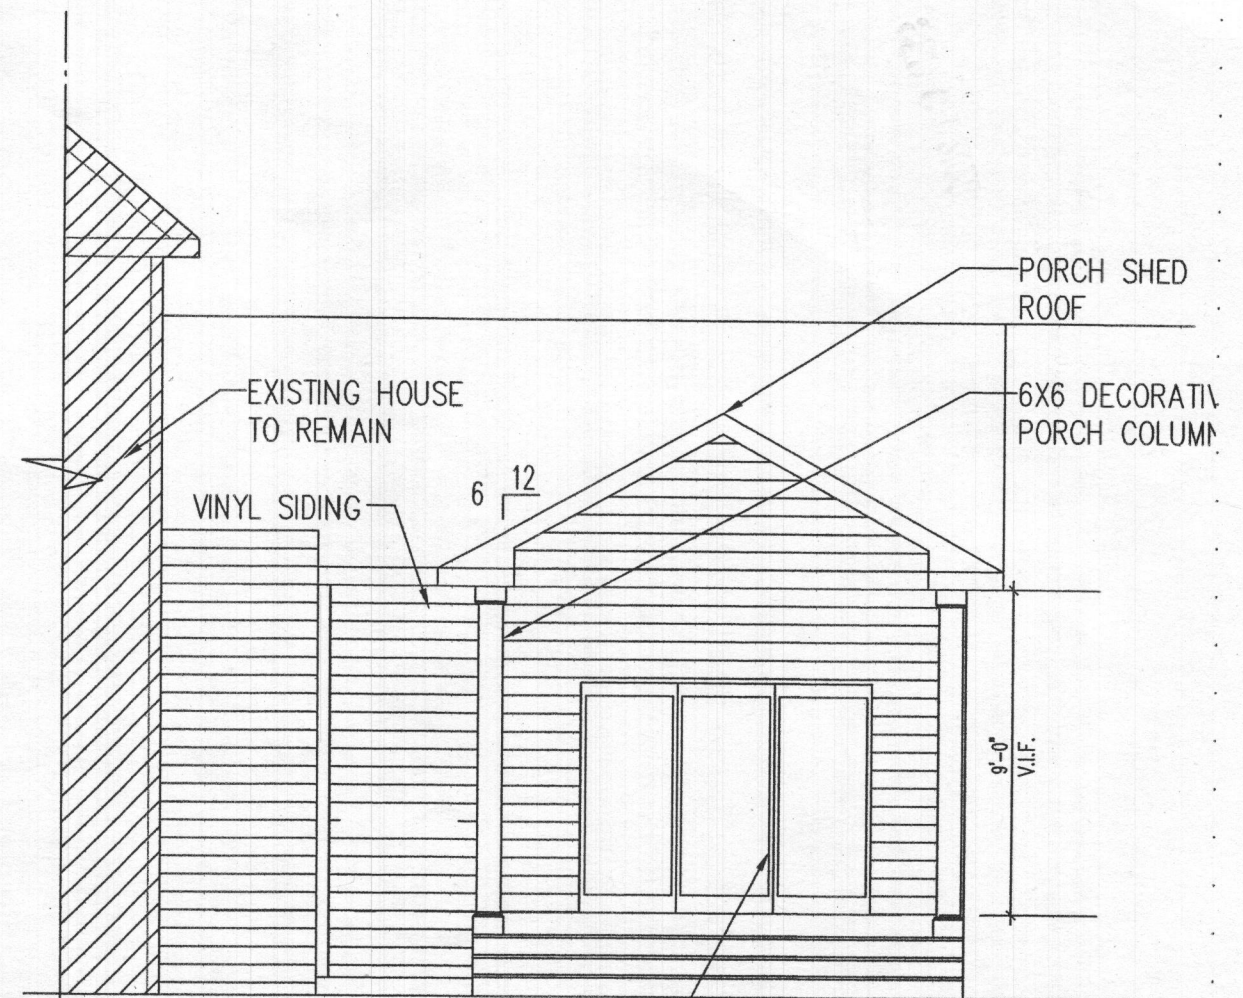 PORCH SHED
ROOF
EXISTING HOUSE
TO REMAIN
6X6 DECORATIV
PORCH COLUMN
12
6
VINYL SIDING
9'-0"
V.I.F.